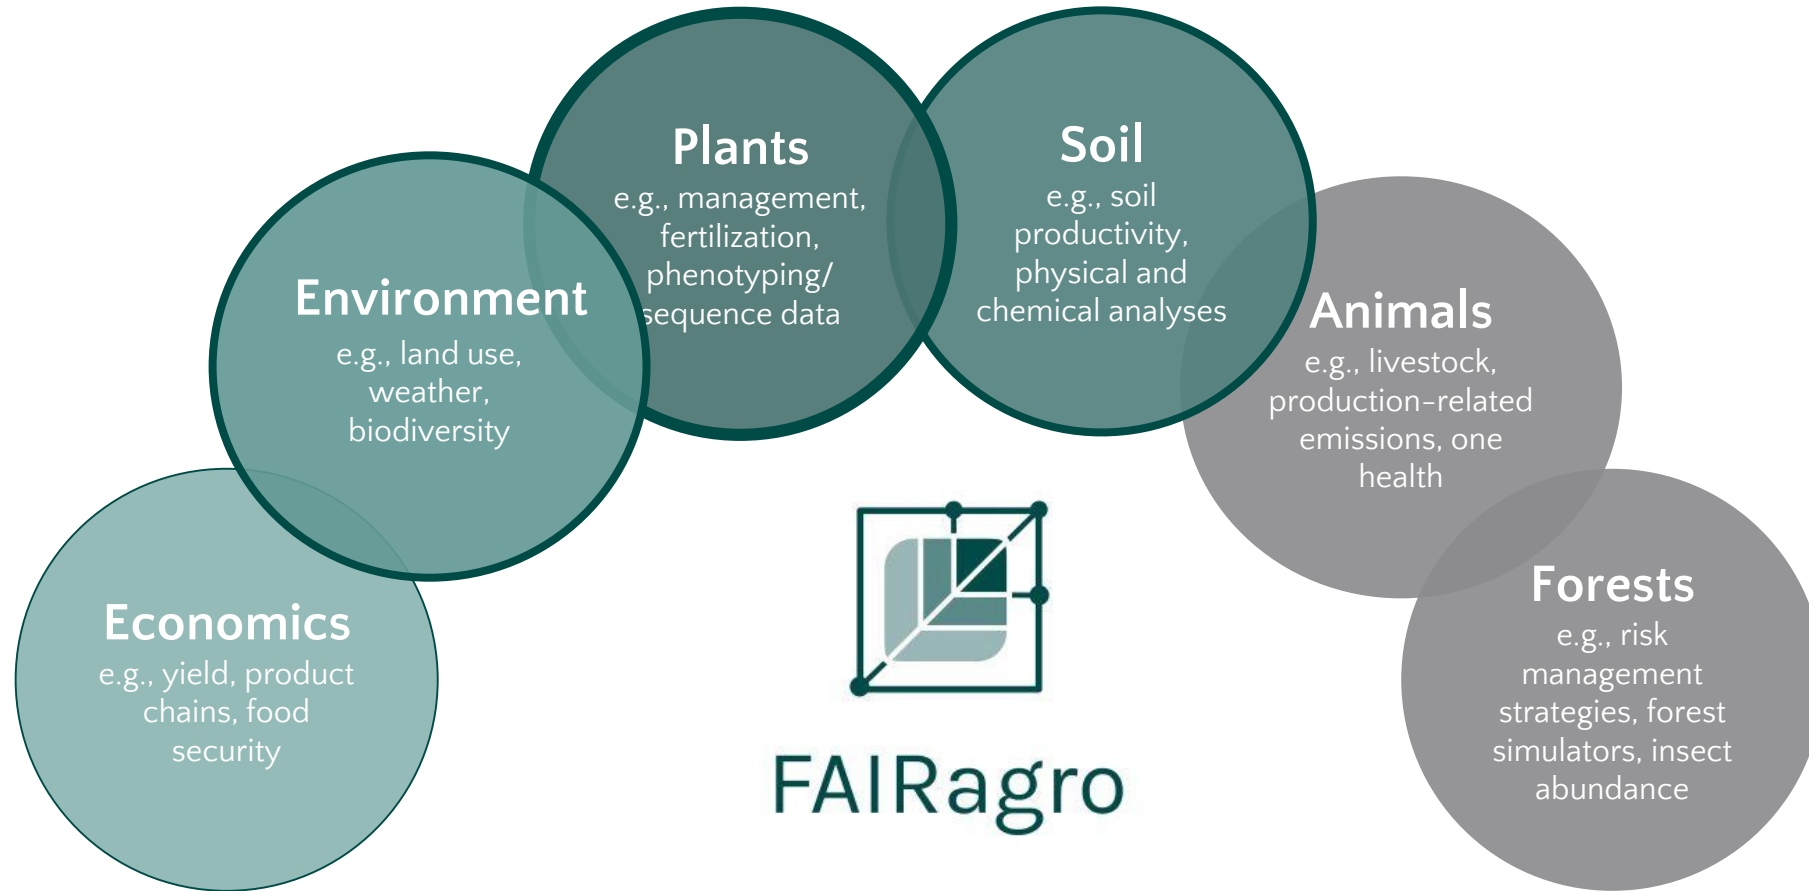 Plants
e.g., management,
fertilization,
phenotyping/
sequence data
Soil
e.g., soil
productivity,
physical and
chemical analyses
Environment
e.g., land use,
weather,
biodiversity
Animals
e.g., livestock,
production-related
emissions, one
health
Economics
e.g., yield, product
chains, food
security
Forests
e.g., risk
management
strategies, forest
simulators, insect
abundance
FAIRagro